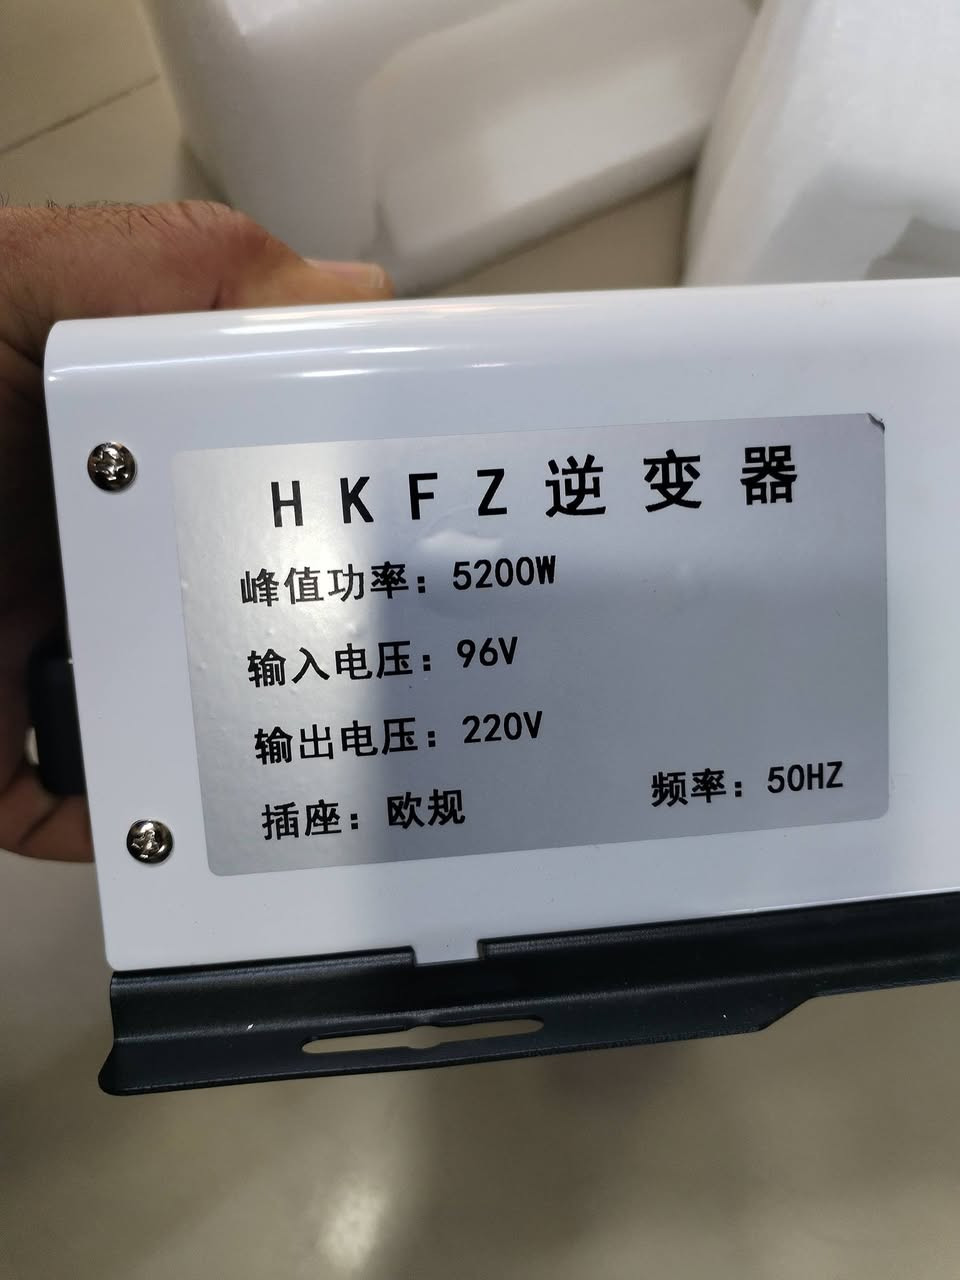 HKFZ逆变器
峰值功率：5200W
输入电压：96V
输出电压：220V
插座：欧规 频率：50HZ